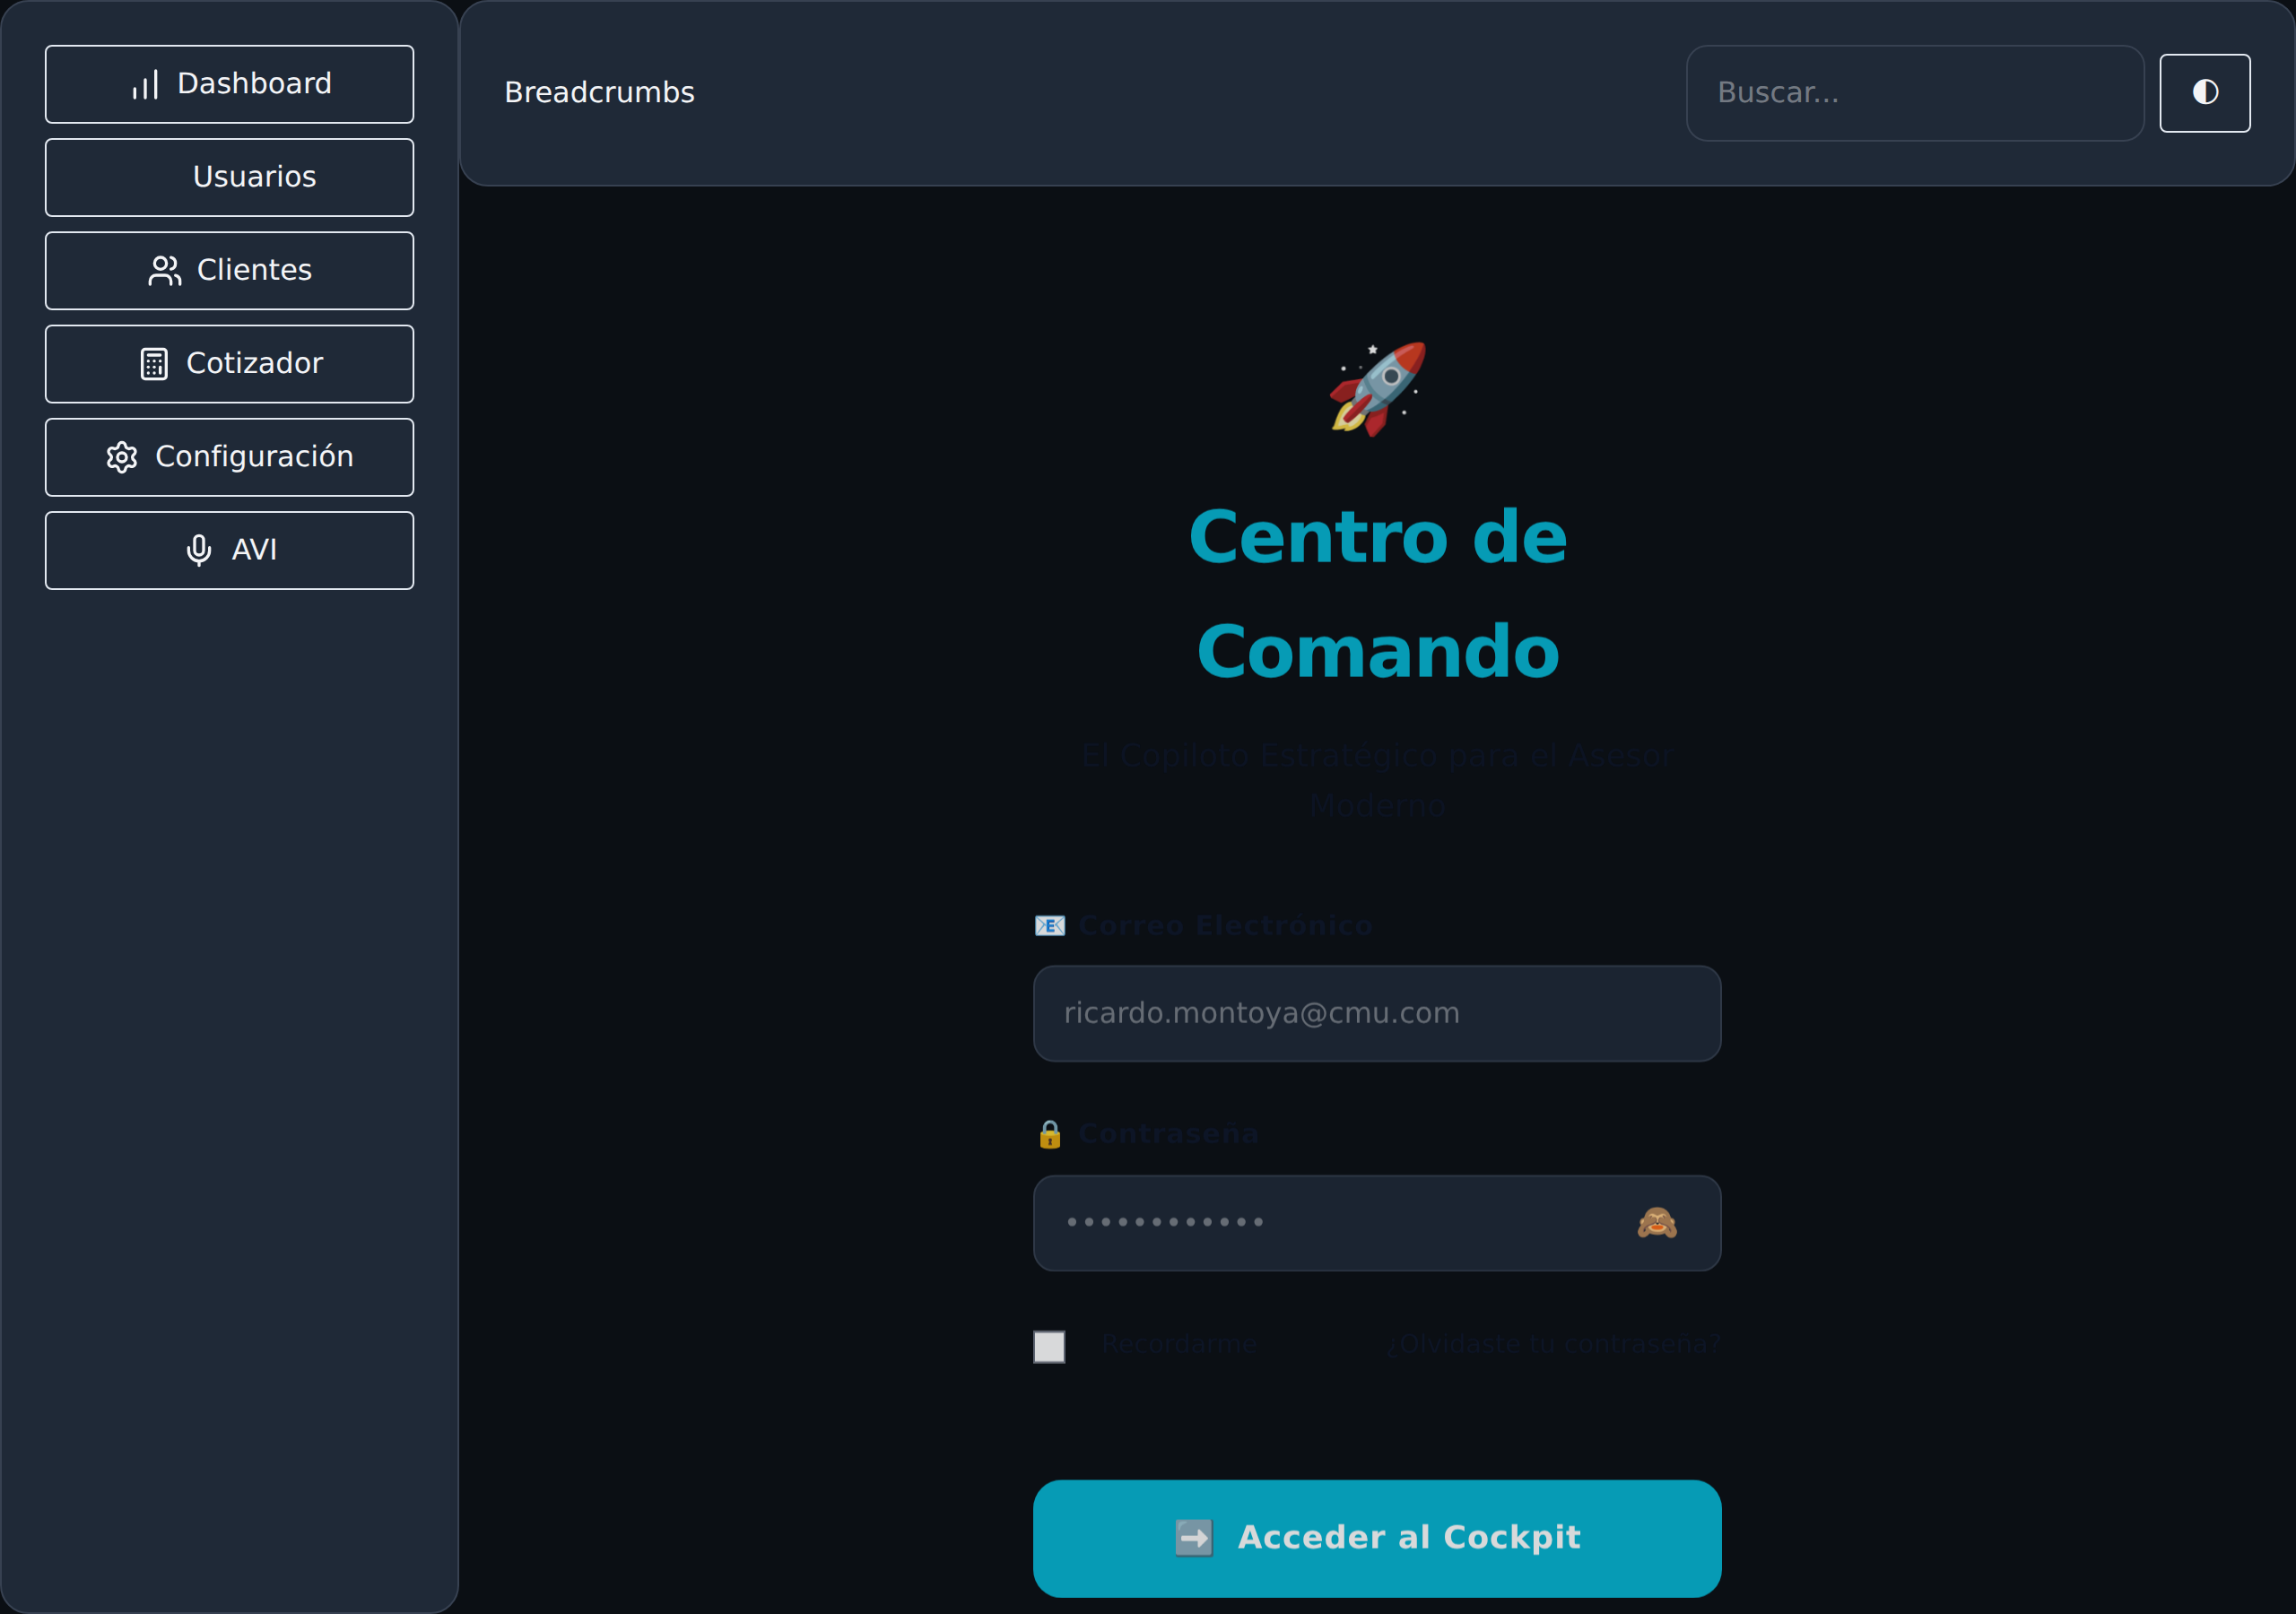 Dashboard
Usuarios
Clientes
Cotizador
Configuración
AVI
Breadcrumbs
Buscar...
Centro de
Comando
El Copiloto Estratégico para el Asesor
Moderno
Correo Electrónico
ricardo.montoya@cmu.com
Contraseña
••••••••••••
Recordarme
¿Olvidaste tu contraseña?
Acceder al Cockpit